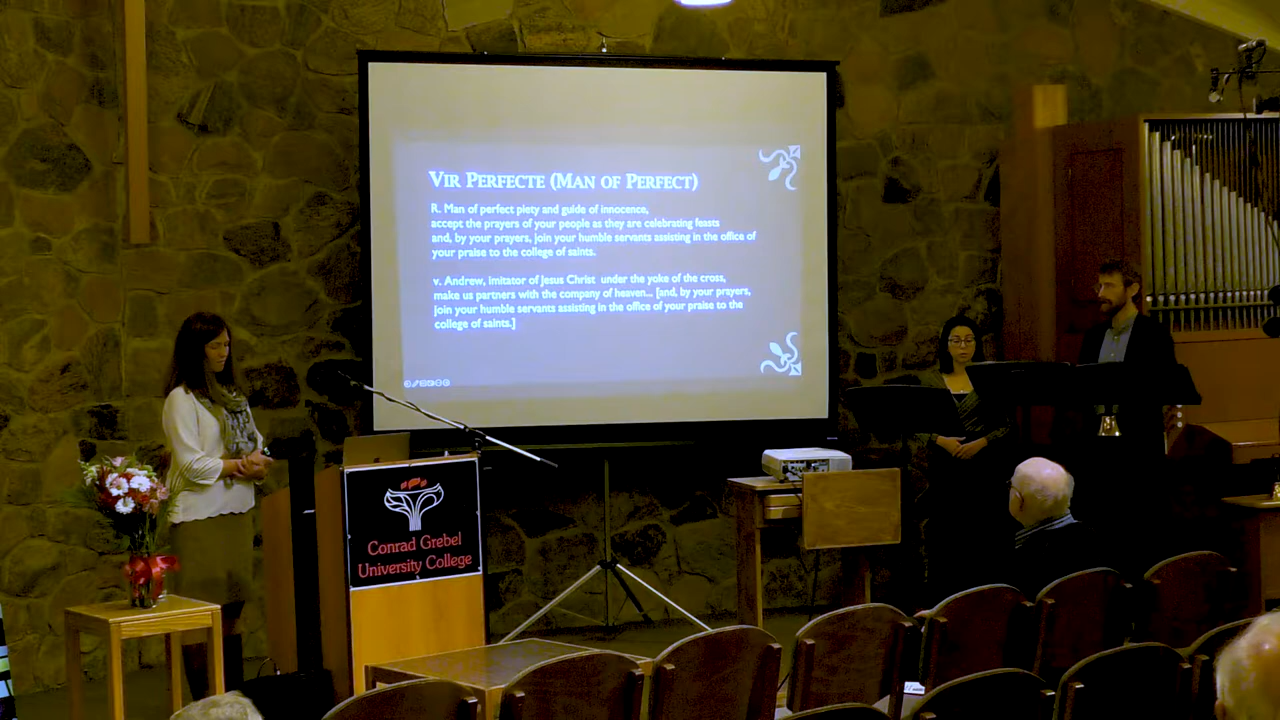 VIR PERFECTE (MAN OF PERFECT)
R. Man of perfect piety and guide of innocence,
accept the prayers of your people as they are celebrating feasts
and, by your prayers, join your humble servants assisting in the office of
your praise to the college of saints.
v. Andrew, imitator of Jesus Christ under the yoke of the cross,
make us partners with the company of heaven... [and, by your prayers,
join your humble servants assisting in the office of your praise to the
college of saints.]
Conrad Grebel
University College